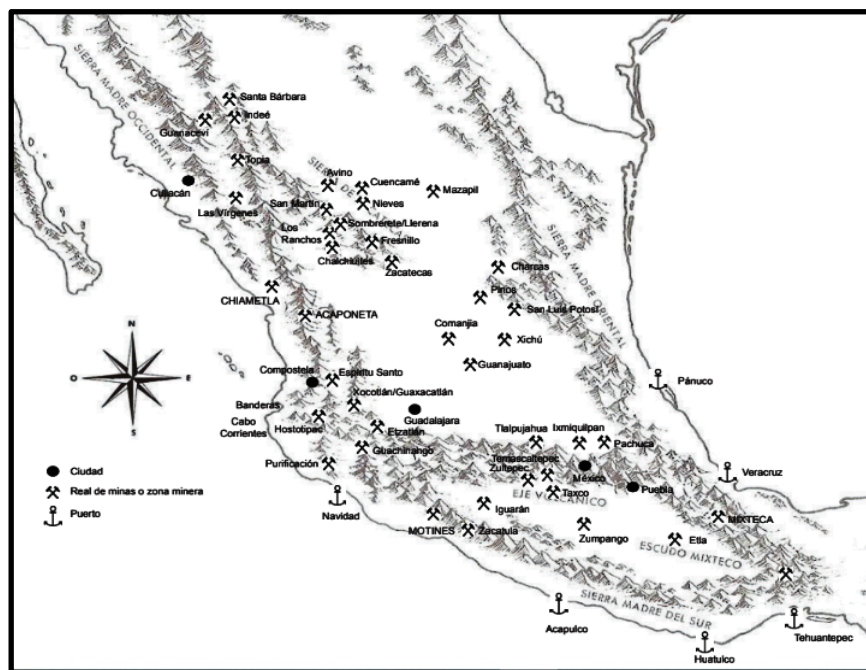 SIERRA MADRE OCCIDENTAL
Santa Bárbara
Indeé
Guanaceví
Topia
Culiacán
Las Vírgenes
Avino
SIERRA DE
Cuencamé
Mazapil
San Martín
Nieves
Sombrerete/Llerena
Los
Ranchos
Fresnillo
Chalchiuites
Zacatecas
SIERRA MADRE ORIENTAL
Charcas
Pinos
San Luis Potosí
CHIAMETLA
ACAPONETA
Comanjia
Xichú
Guanajuato
N
O
E
S
Compostela
Espíritu Santo
Pánuco
Xocotlán/Guaxacatlán
Banderas
Guadalajara
Cabo
Corrientes
Hostotipac
Etzatlán
Tlalpujahua
Ixmiquilpan
Pachuca
Guachinango
Temascaltepec
Zultepec
México
Purificación
Veracruz
Ciudad
Real de minas o zona minera
Puerto
Taxco
Puebla
EJE VOLCÁNICO
Navidad
Iguarán
MOTINES
Zacatula
Zumpango
Etla
MIXTECA
ESCUDO MIXTECO
SIERRA MADRE DEL SUR
Acapulco
Huatulco
Tehuantepec